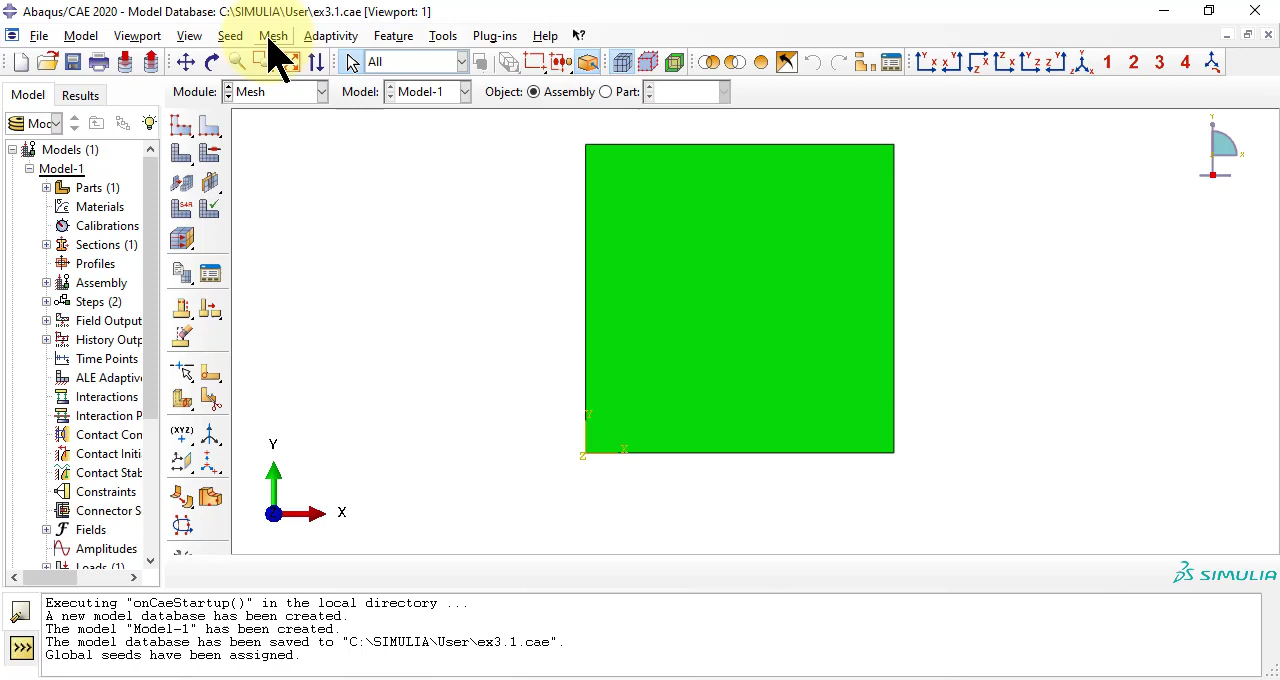 Abaqus/CAE 2020 - Model Database: C:\SIMULIA\User\ex3.1.cae [Viewport: 1]
File Model Viewport View Seed Mesh Adaptivity Feature Tools Plug-ins Help
All
1 2 3 4
Model Results
Module: Mesh Model: Model-1 Object: Assembly Part:
Models (1)
Model-1
Parts (1)
Materials
Calibrations
Sections (1)
Profiles
Assembly
Steps (2)
Field Output
History Outp
Time Points
ALE Adaptiv
Interactions
Interaction P
Contact Con
Contact Initi
Contact Stab
Constraints
Connector S
Fields
Amplitudes
Loads (1)
S4R
(XYZ)
Y
X
Y
X
Z
Y
X
Z
SIMULIA
Executing "onCaeStartup()" in the local directory ...
A new model database has been created.
The model "Model-1" has been created.
The model database has been saved to "C:\SIMULIA\User\ex3.1.cae".
Global seeds have been assigned.